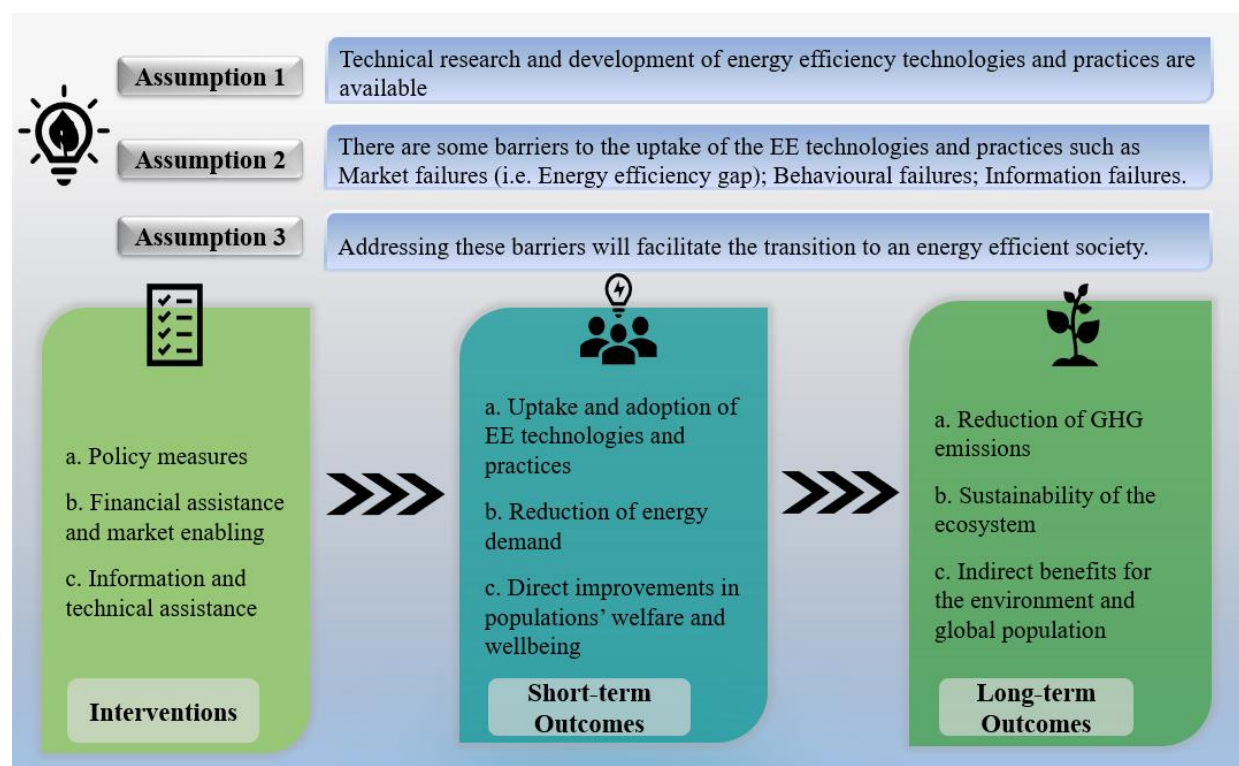 Assumption 1
Technical research and development of energy efficiency technologies and practices are
available
Assumption 2
There are some barriers to the uptake of the EE technologies and practices such as
Market failures (i.e. Energy efficiency gap); Behavioural failures; Information failures.
Assumption 3
Addressing these barriers will facilitate the transition to an energy efficient society.
a. Policy measures
b. Financial assistance
and market enabling
c. Information and
technical assistance
Interventions
a. Uptake and adoption of
EE technologies and
practices
b. Reduction of energy
demand
c. Direct improvements in
populations’ welfare and
wellbeing
Short-term
Outcomes
a. Reduction of GHG
emissions
b. Sustainability of the
ecosystem
c. Indirect benefits for
the environment and
global population
Long-term
Outcomes